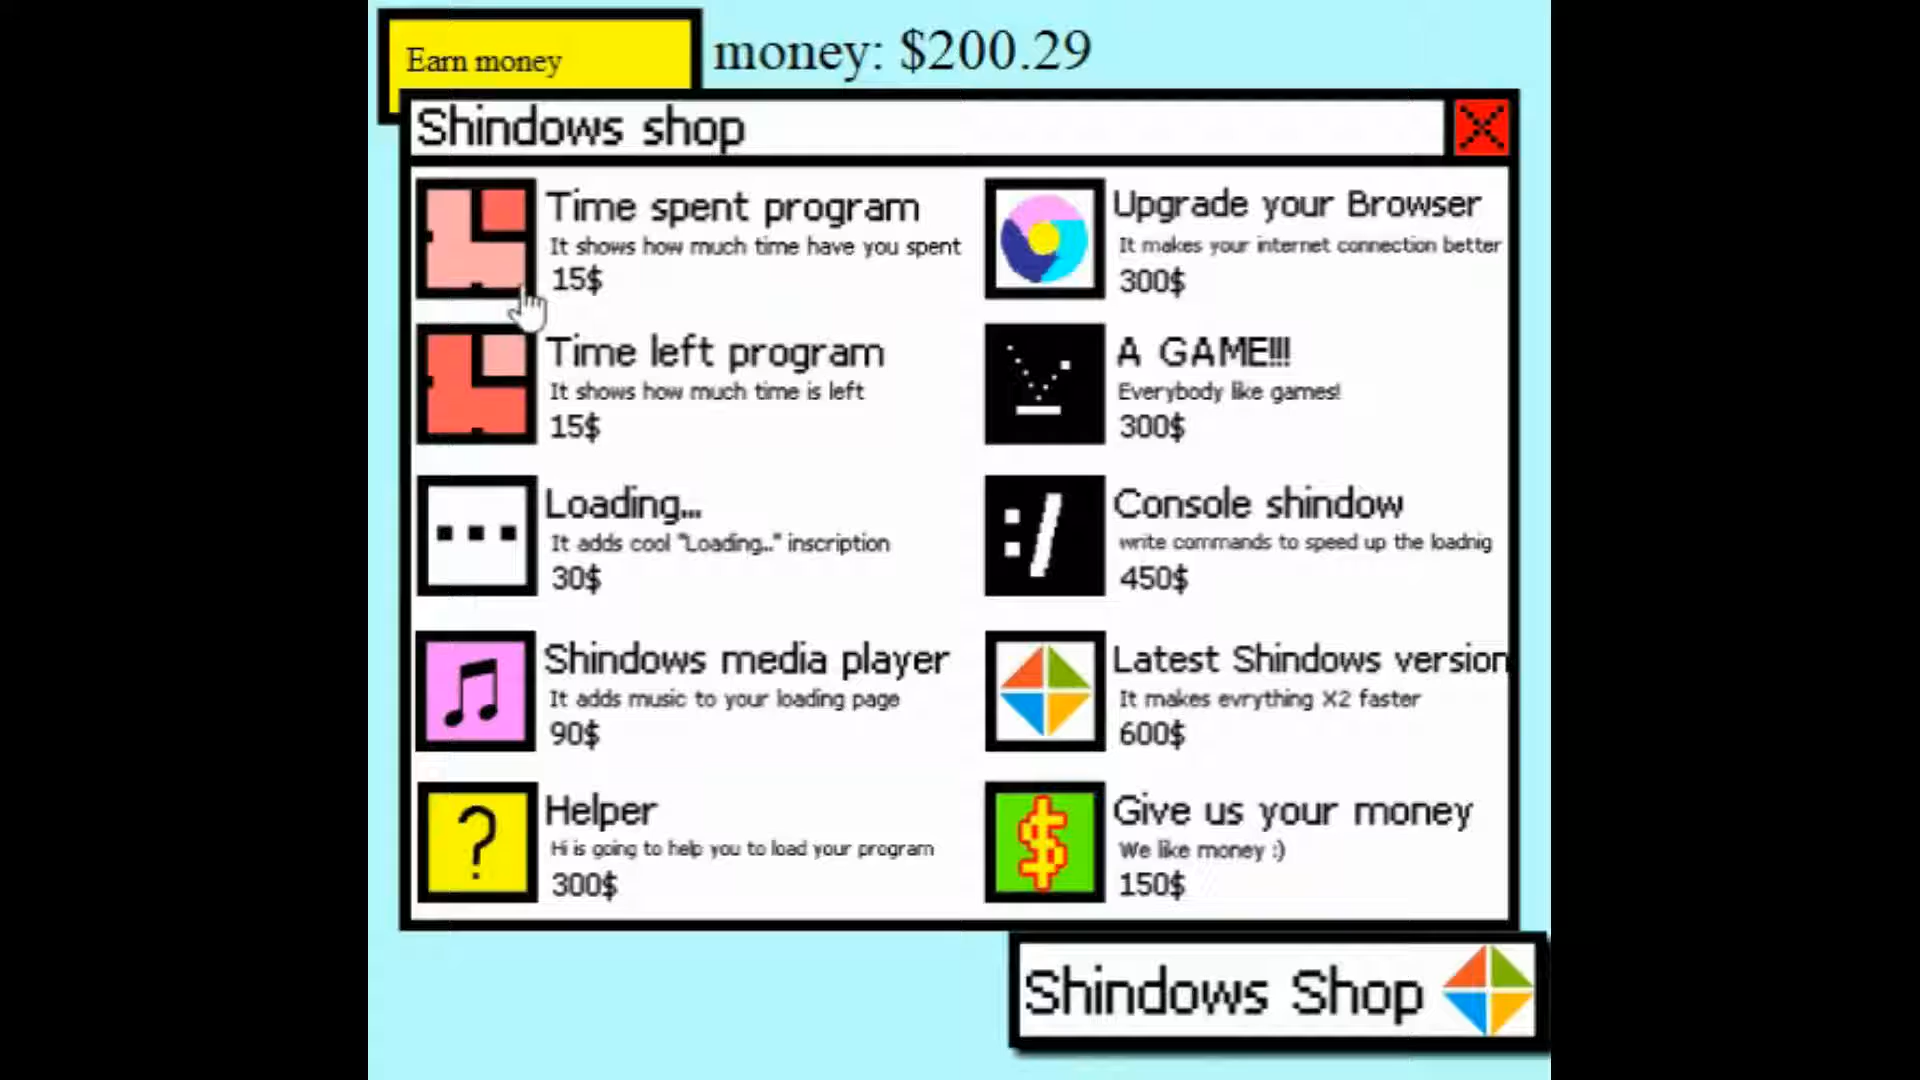 Earn money
money: $200.29
Shindows shop
Time spent program
It shows how much time have you spent
15$
Time left program
It shows how much time is left
15$
Loading...
It adds cool "Loading..." inscription
30$
Shindows media player
It adds music to your loading page
90$
Helper
Hi is going to help you to load your program
300$
Upgrade your Browser
It makes your internet connection better
300$
A GAME!!!
Everybody like games!
300$
Console shindow
write commands to speed up the loadnig
450$
Latest Shindows version
It makes evrything X2 faster
600$
Give us your money
We like money :)
150$
Shindows Shop